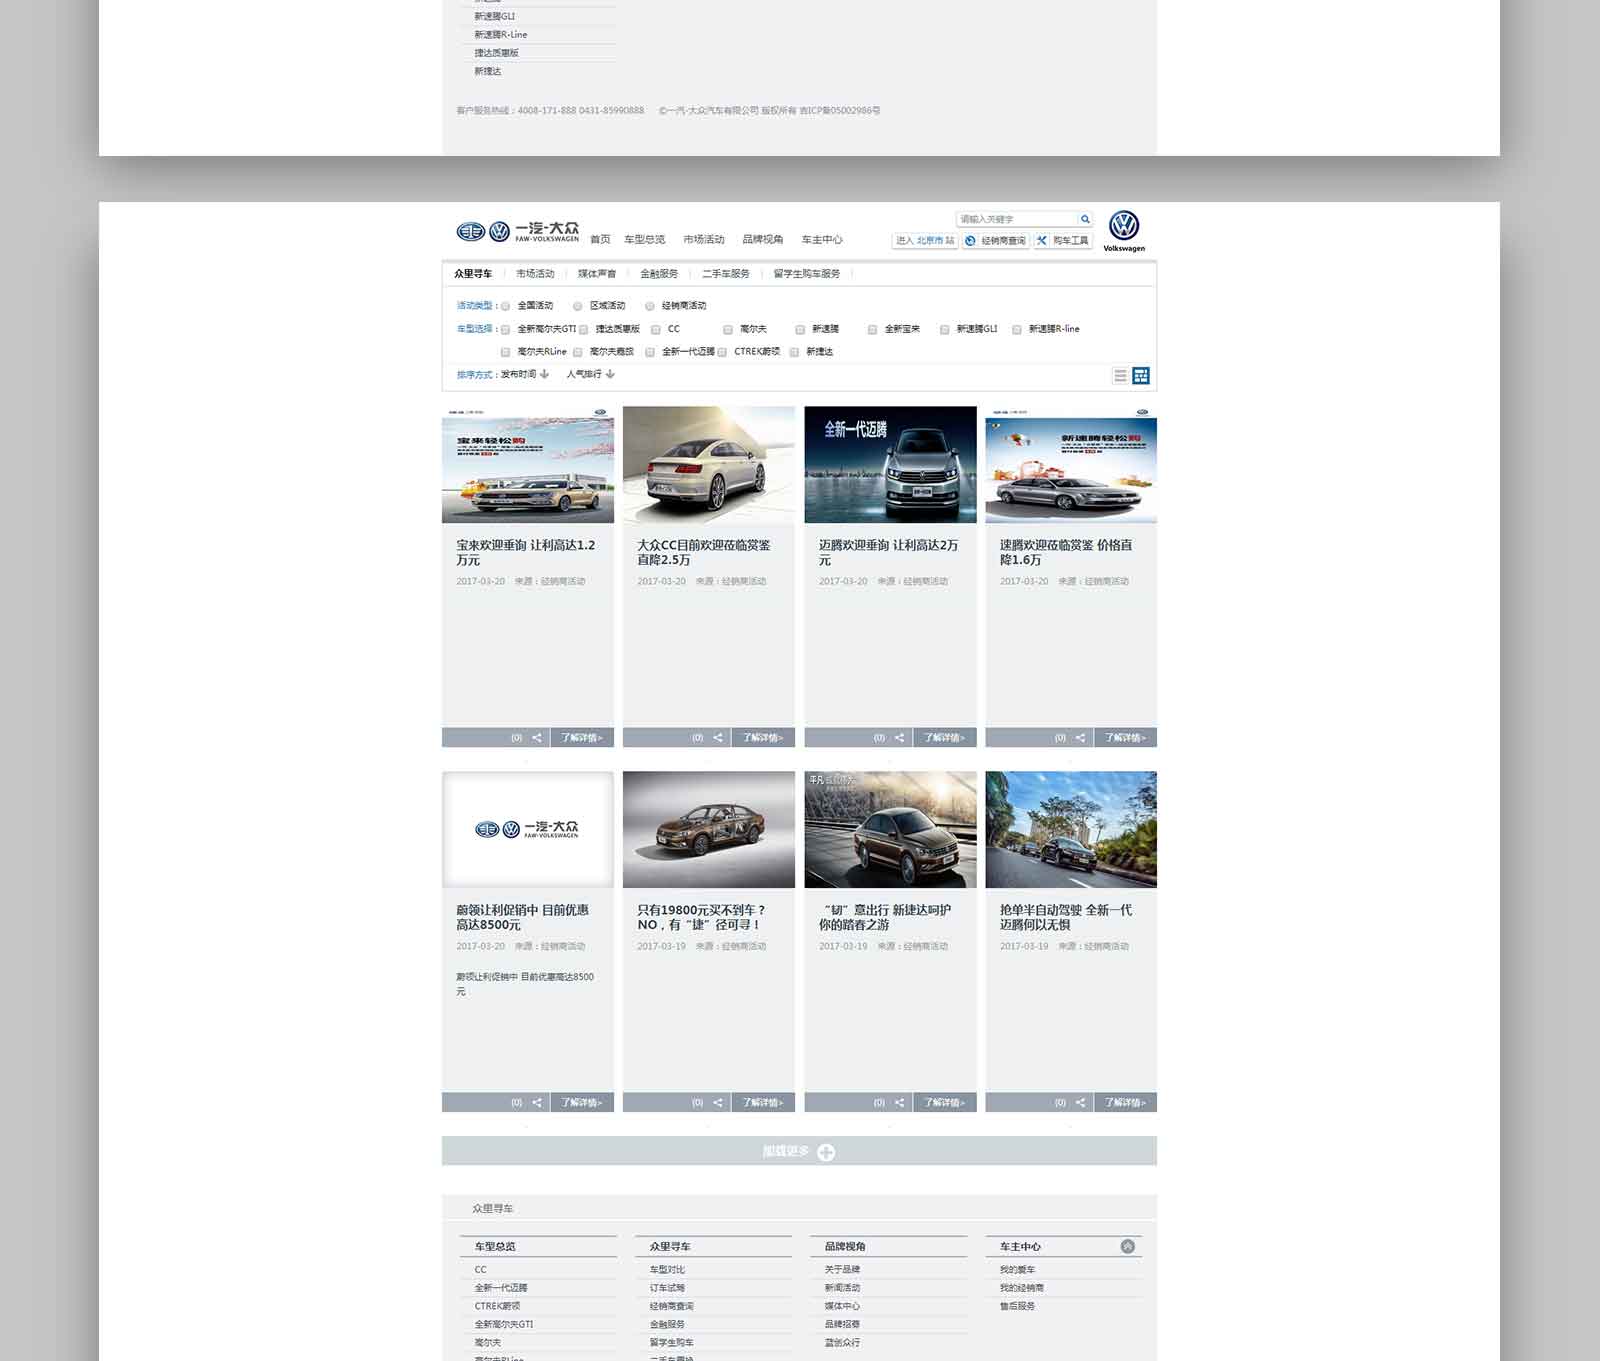 新速腾GLI
新速腾R-Line
捷达质惠版
新捷达
客户服务热线：4008-171-888 0431-85990888 ©一汽-大众汽车有限公司 版权所有 吉ICP备05002986号
请输入关键字
一汽-大众
FAW-VOLKSWAGEN
首页 车型总览 市场活动 品牌视角 车主中心
进入 北京市 站 经销商查询 购车工具
Volkswagen
众里寻车 市场活动 媒体声音 金融服务 二手车服务 留学生购车服务
活动类型： 全国活动 区域活动 经销商活动
车型选择： 全新高尔夫GTI 捷达质惠版 CC 高尔夫 新速腾 全新宝来 新速腾GLI 新速腾R-line
高尔夫RLine 高尔夫嘉旅 全新一代迈腾 CTREK蔚领 新捷达
排序方式： 发布时间 人气排行
宝来轻松购
全新一代迈腾
新速腾轻松购
宝来欢迎垂询 让利高达1.2
万元
2017-03-20 来源：经销商活动
大众CC目前欢迎莅临赏鉴
直降2.5万
2017-03-20 来源：经销商活动
迈腾欢迎垂询 让利高达2万
元
2017-03-20 来源：经销商活动
速腾欢迎莅临赏鉴 价格直
降1.6万
2017-03-20 来源：经销商活动
(0) 了解详情>
(0) 了解详情>
(0) 了解详情>
(0) 了解详情>
一汽-大众
FAW-VOLKSWAGEN
平凡
蔚领让利促销中 目前优惠
高达8500元
2017-03-20 来源：经销商活动
蔚领让利促销中 目前优惠高达8500
元
只有19800元买不到车？
NO，有“捷”径可寻！
2017-03-19 来源：经销商活动
“韧”意出行 新捷达呵护
你的踏春之游
2017-03-19 来源：经销商活动
抢单半自动驾驶 全新一代
迈腾何以无惧
2017-03-19 来源：经销商活动
(0) 了解详情>
(0) 了解详情>
(0) 了解详情>
(0) 了解详情>
加载更多
众里寻车
车型总览
CC
全新一代迈腾
CTREK蔚领
全新高尔夫GTI
高尔夫
高尔夫RLine
众里寻车
车型对比
订车试驾
经销商查询
金融服务
留学生购车
二手车置换
品牌视角
关于品牌
新闻活动
媒体中心
品牌招募
蓝创众行
车主中心
我的爱车
我的经销商
售后服务